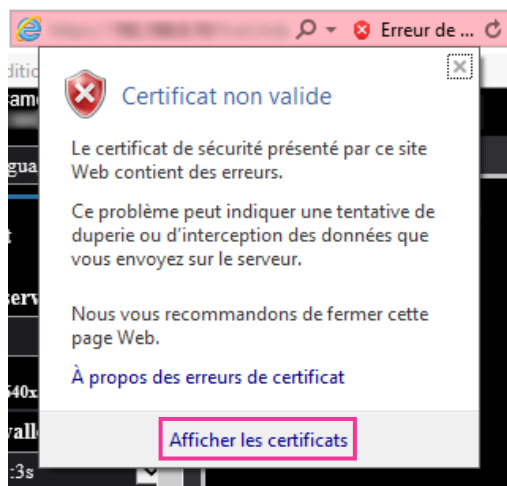 Erreur de ...
Certificat non valide
Le certificat de sécurité présenté par ce site
Web contient des erreurs.
Ce problème peut indiquer une tentative de
duperie ou d'interception des données que
vous envoyez sur le serveur.
Nous vous recommandons de fermer cette
page Web.
À propos des erreurs de certificat
Afficher les certificats
:3s